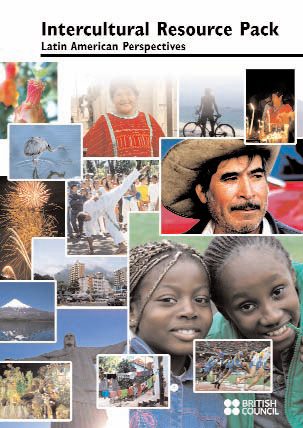 Intercultural Resource Pack
Latin American Perspectives
BRITISH
COUNCIL